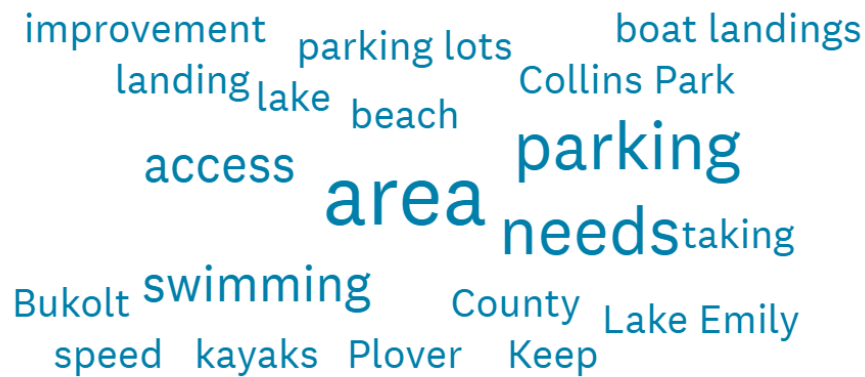 improvement
parking lots
boat landings
landing
lake
Collins Park
beach
parking
access
area
needs
taking
swimming
Bukolt
County
Lake Emily
speed
kayaks
Plover
Keep